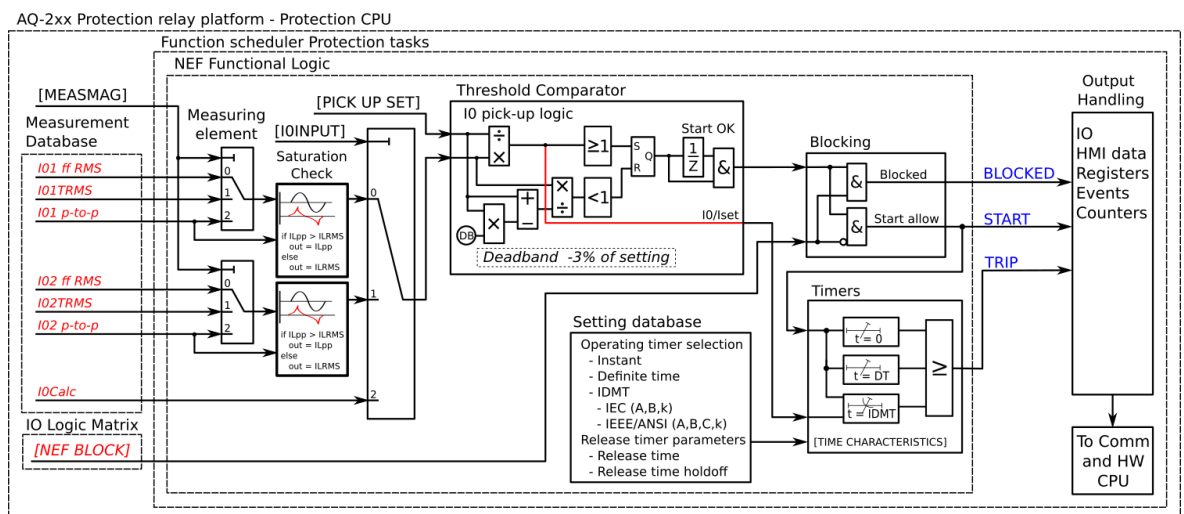 AQ-2xx Protection relay platform - Protection CPU
Function scheduler Protection tasks
NEF Functional Logic
[MEASMAG]
Measurement
Database
I01 ff RMS
I01TRMS
I01 p-to-p
I02 ff RMS
I02TRMS
I02 p-to-p
I0Calc
IO Logic Matrix
[NEF BLOCK]
Measuring
element
0
1
2
0
1
2
[I0INPUT]
Saturation
Check
if ILpp > ILRMS
out = ILpp
else
out = ILRMS
if ILpp > ILRMS
out = ILpp
else
out = ILRMS
0
1
2
[PICK UP SET]
Threshold Comparator
I0 pick-up logic
÷
×
≥1
S
R
Q
Start OK
1
Z
&
+
−
×
÷
<1
DB
×
I0/Iset
Deadband -3% of setting
Blocking
&
Blocked
&
Start allow
BLOCKED
START
TRIP
Timers
t = 0
t = DT
t = IDMT
≥
[TIME CHARACTERISTICS]
Setting database
Operating timer selection
- Instant
- Definite time
- IDMT
- IEC (A,B,k)
- IEEE/ANSI (A,B,C,k)
Release timer parameters
- Release time
- Release time holdoff
Output
Handling
IO
HMI data
Registers
Events
Counters
To Comm
and HW
CPU